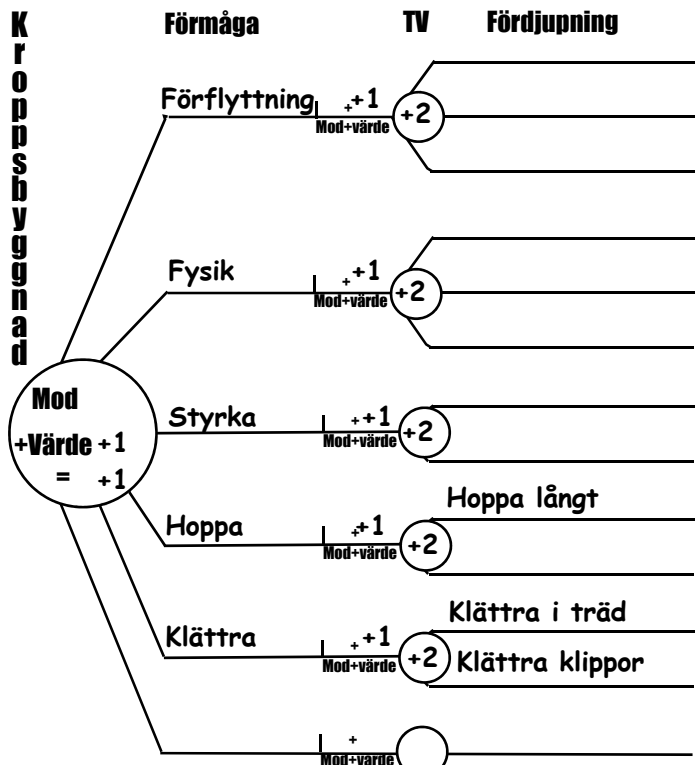 Kroppsbyggnad
Förmåga TV Fördjupning
Förflyttning ++1 +2
Mod+värde
Fysik ++1 +2
Mod+värde
Mod
+Värde +1
= +1
Styrka ++1 +2
Mod+värde
Hoppa långt
Hoppa ++1 +2
Mod+värde
Klättra i träd
Klättra ++1 +2 Klättra klippor
Mod+värde
+
Mod+värde